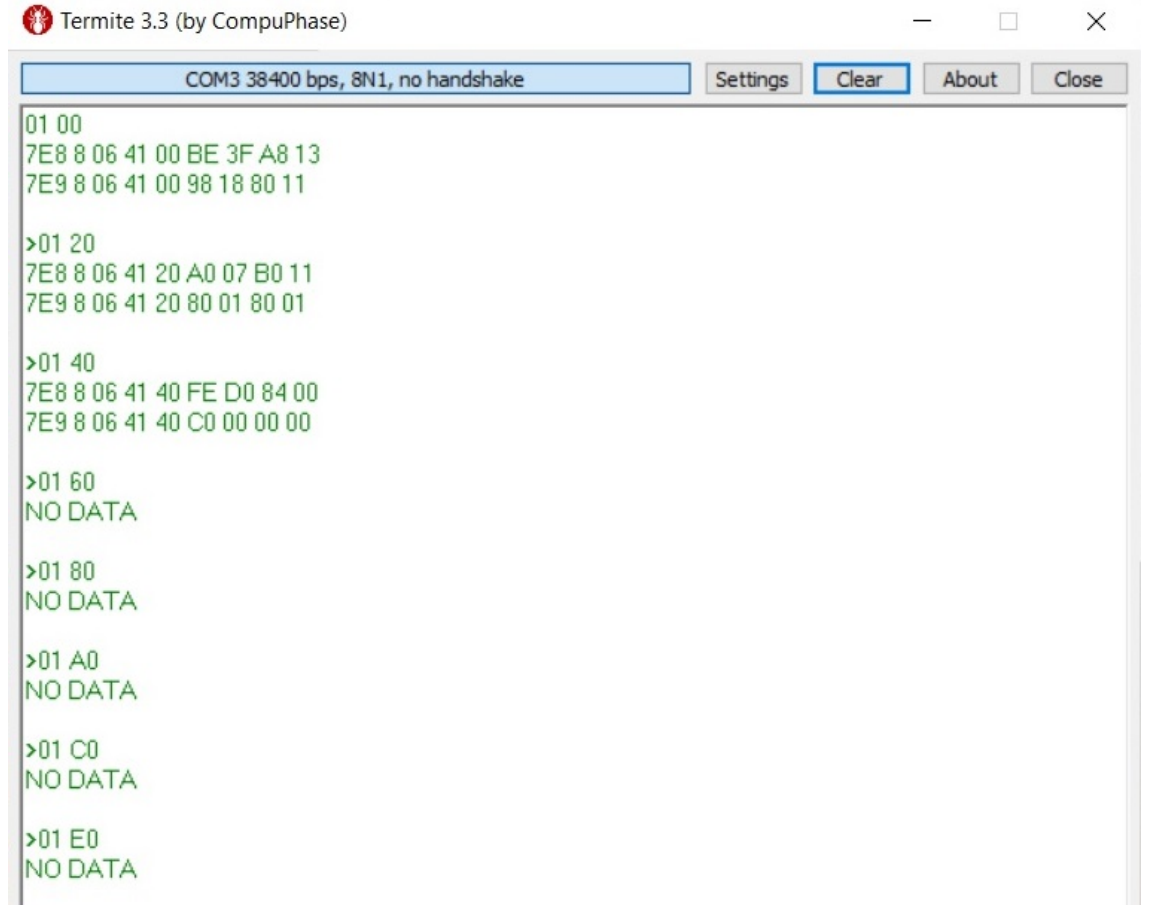 Termite 3.3 (by CompuPhase)
COM3 38400 bps, 8N1, no handshake Settings Clear About Close
01 00
7E8 8 06 41 00 BE 3F A8 13
7E9 8 06 41 00 98 18 80 11
>01 20
7E8 8 06 41 20 A0 07 B0 11
7E9 8 06 41 20 80 01 80 01
>01 40
7E8 8 06 41 40 FE D0 84 00
7E9 8 06 41 40 C0 00 00 00
>01 60
NO DATA
>01 80
NO DATA
>01 A0
NO DATA
>01 C0
NO DATA
>01 E0
NO DATA